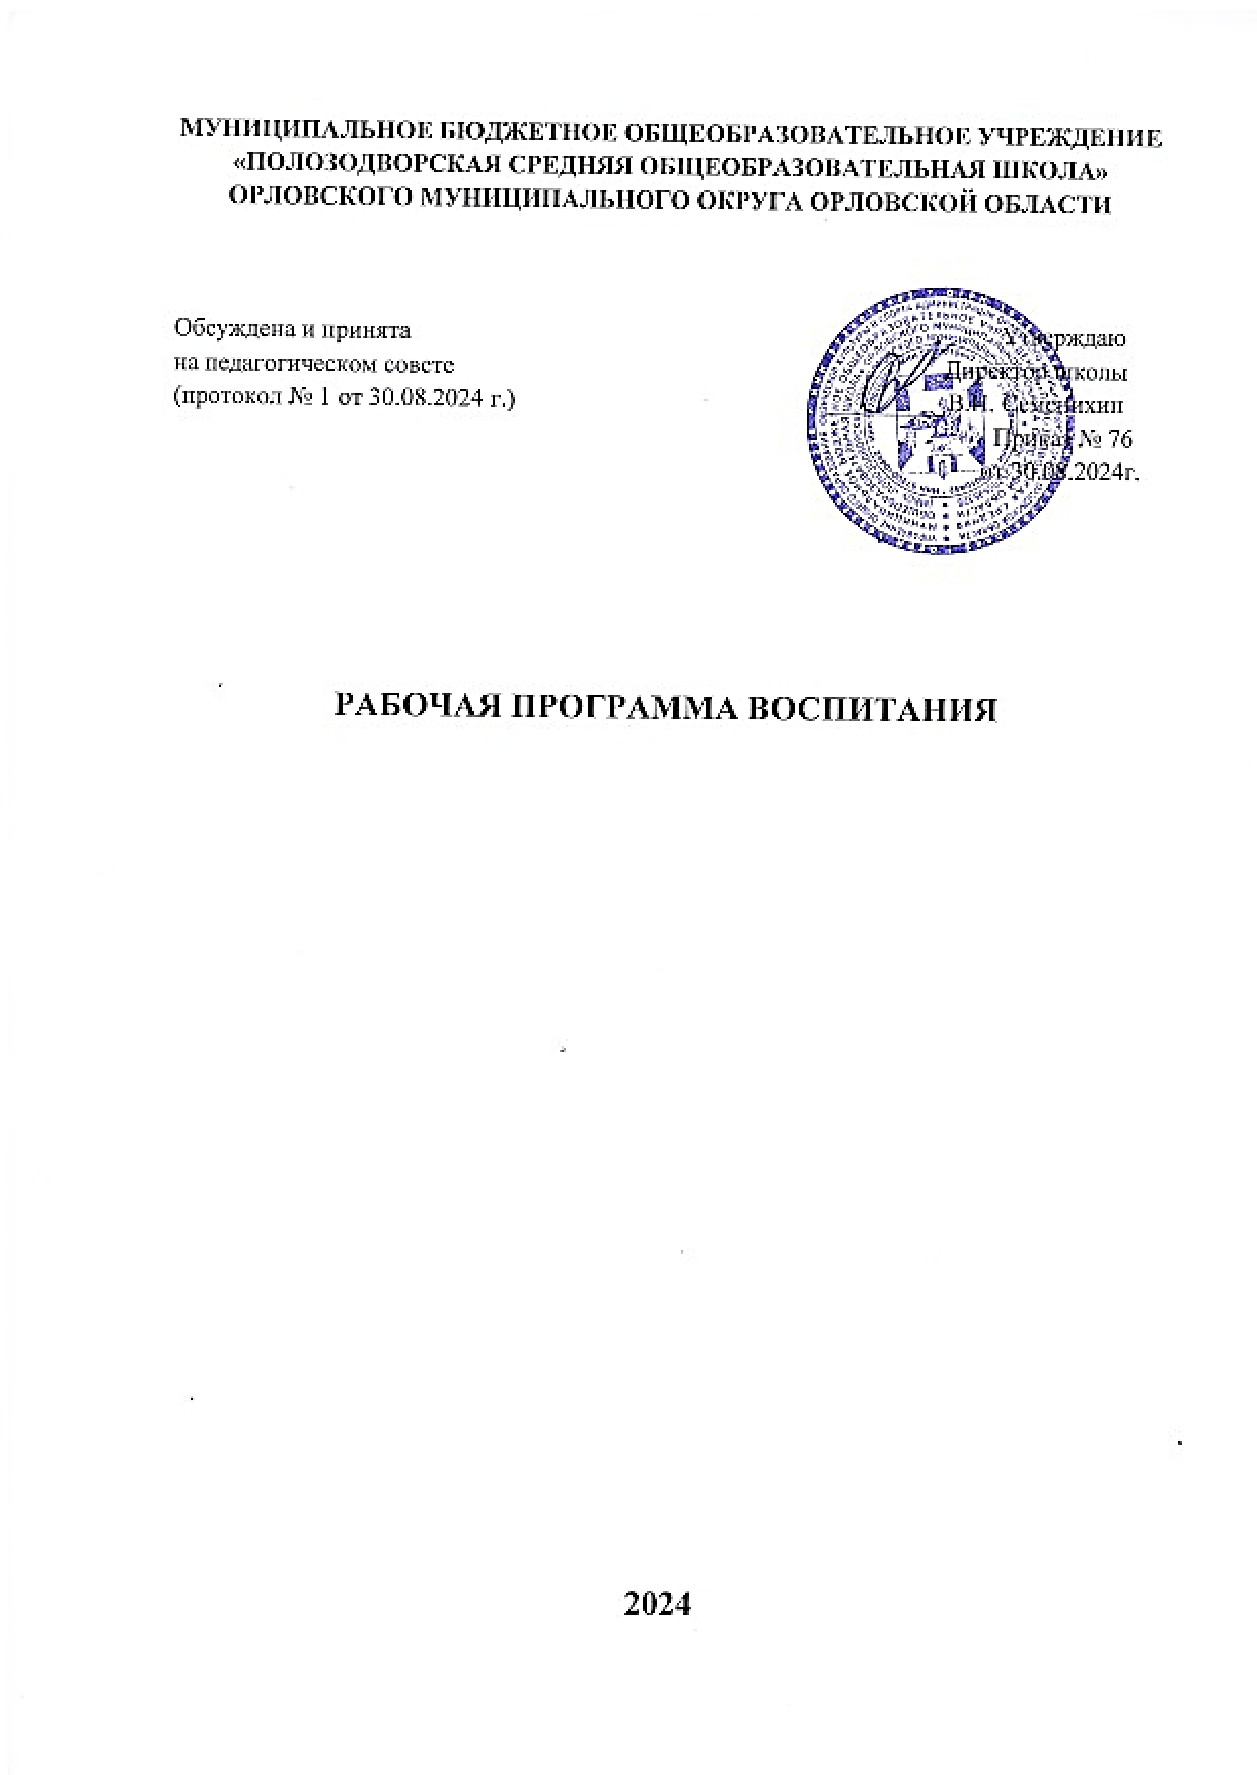 МУНИЦИПАЛЬНОЕ БЮДЖЕТНОЕ ОБЩЕОБРАЗОВАТЕЛЬНОЕ УЧРЕЖДЕНИЕ
«ПОЛОЗОДВОРСКАЯ СРЕДНЯЯ ОБЩЕОБРАЗОВАТЕЛЬНАЯ ШКОЛА»
ОРЛОВСКОГО МУНИЦИПАЛЬНОГО ОКРУГА ОРЛОВСКОЙ ОБЛАСТИ
Обсуждена и принята
на педагогическом совете
(протокол № 1 от 30.08.2024 г.)
Утверждаю
Директор школы
Семенихин
Приказ № 76
от 30.08.2024г.
РАБОЧАЯ ПРОГРАММА ВОСПИТАНИЯ
2024